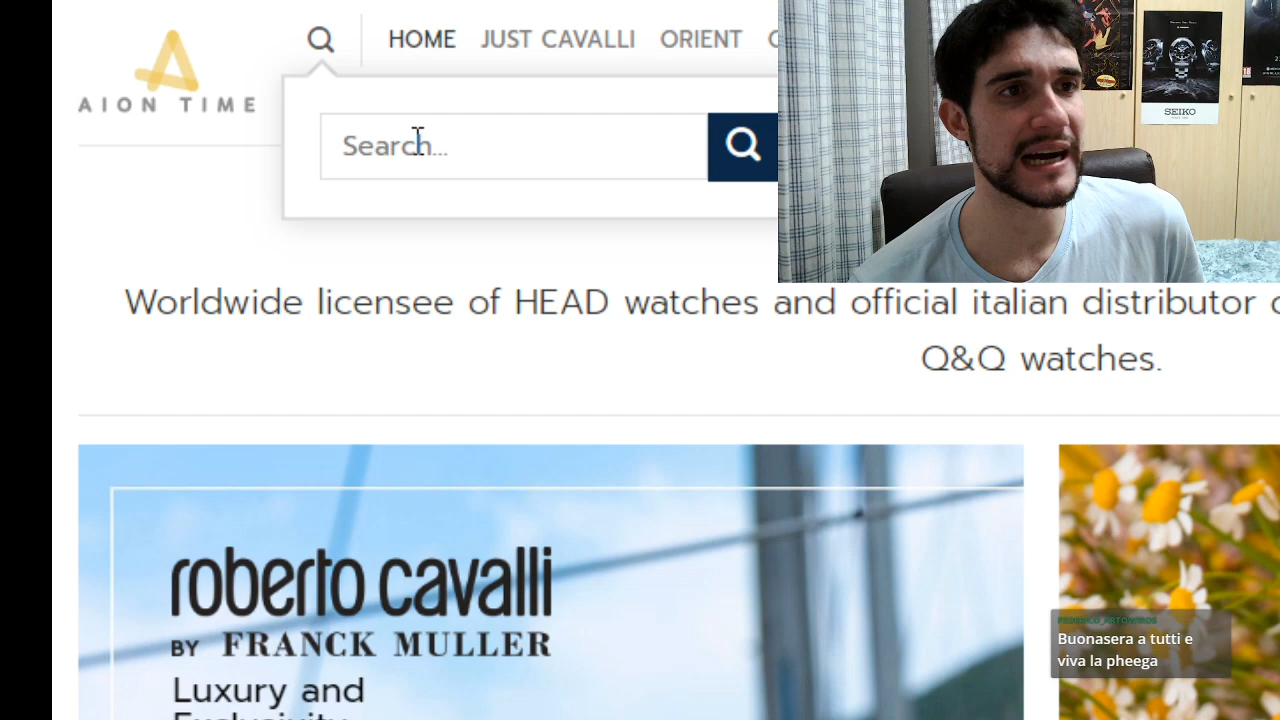 AION TIME
HOME JUST CAVALLI ORIENT
Search...
SEIKO
Worldwide licensee of HEAD watches and official italian distributor
Q&Q watches.
roberto cavalli
BY FRANCK MULLER
Luxury and
Exclusivity
Buonasera a tutti e
viva la pheega